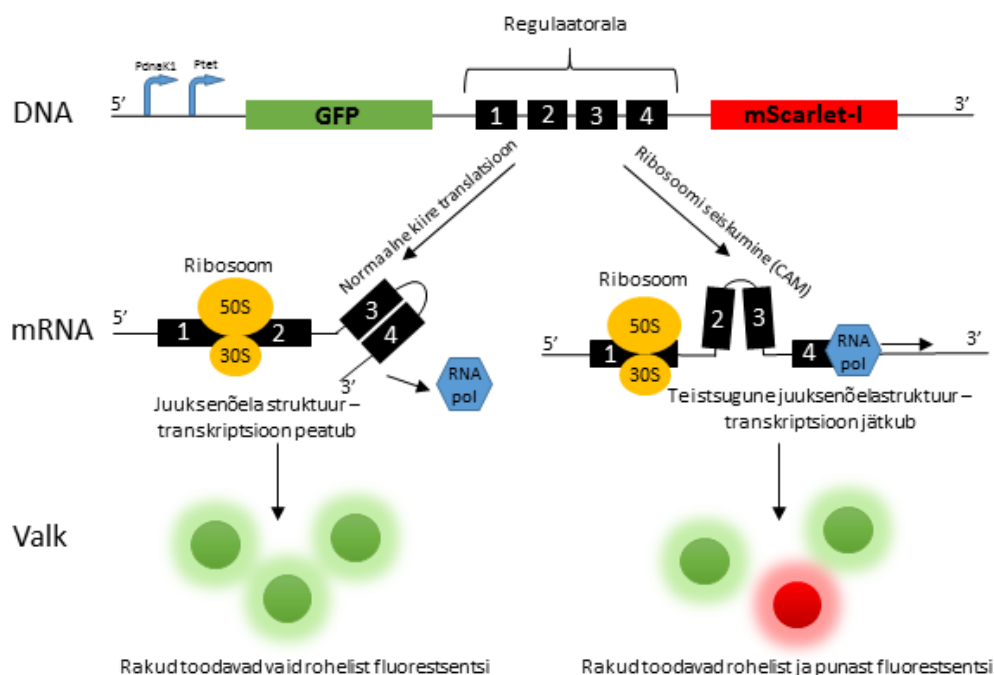 Regulaatorala
PdnaK1
Ptet
DNA
5’
GFP
1
2
3
4
mScarlet-I
3’
Normaalne kiire translatsioon
Ribosoomi seiskumine (CAM)
Ribosoom
mRNA
5’
1
50S
30S
2
3
4
3’
RNA
pol
Juuksenõela struktuur –
transkriptsioon peatub
Ribosoom
5’
1
50S
30S
2
3
4
RNA
pol
3’
Teistsugune juuksenõelastruktuur –
transkriptsioon jätkub
Valk
Rakud toodavad vaid rohelist fluorestsentsi
Rakud toodavad rohelist ja punast fluorestsentsi